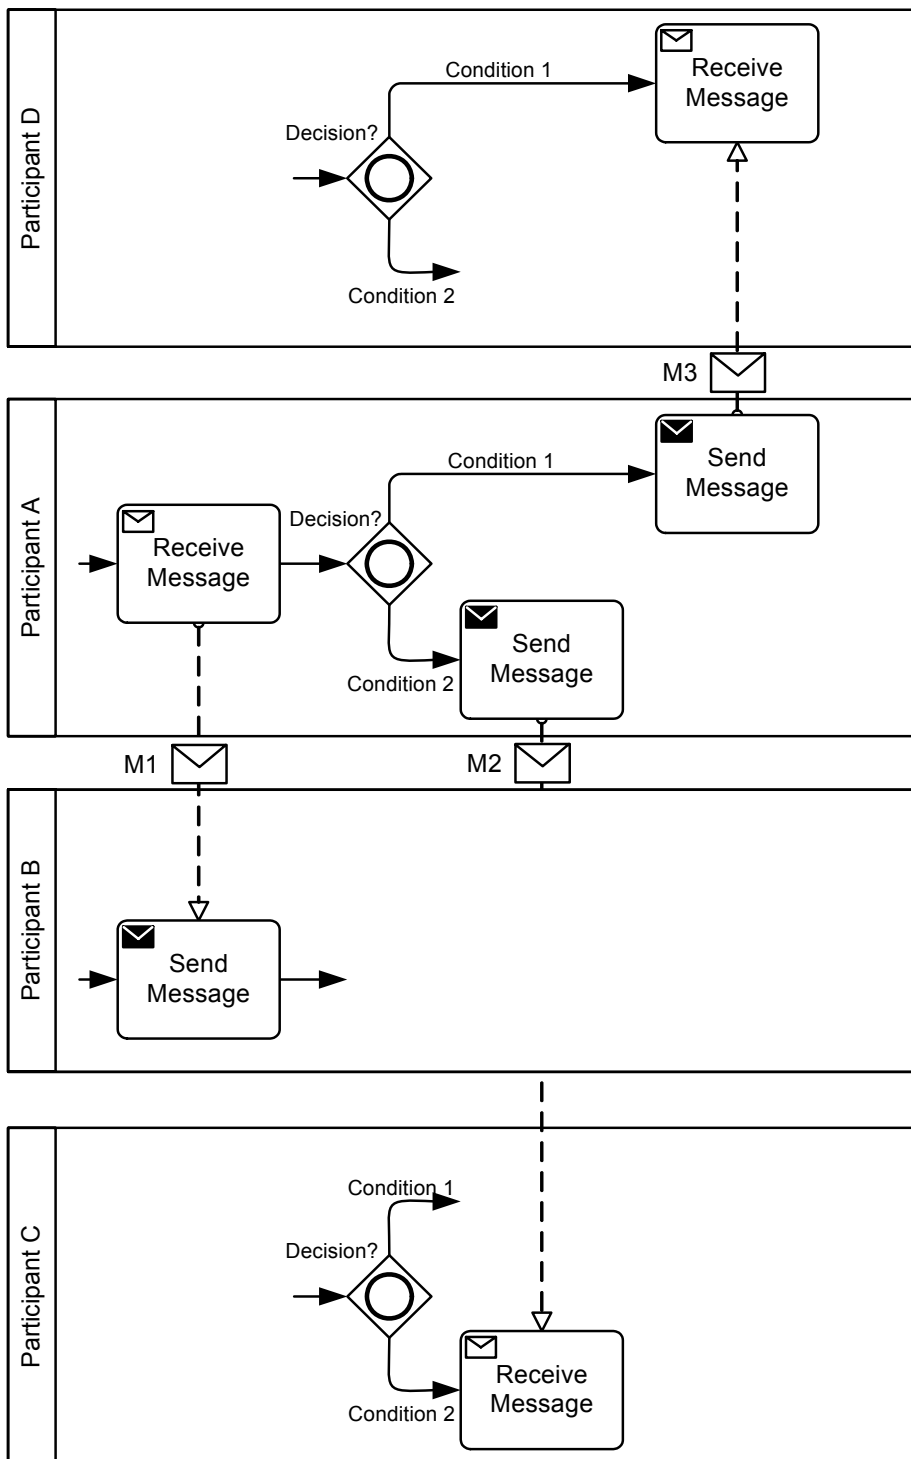 Participant D
Decision?
Condition 1
Condition 2
Receive
Message
M3
Participant A
Receive
Message
Decision?
Condition 1
Condition 2
Send
Message
Send
Message
M1
M2
Participant B
Send
Message
Participant C
Condition 1
Decision?
Condition 2
Receive
Message